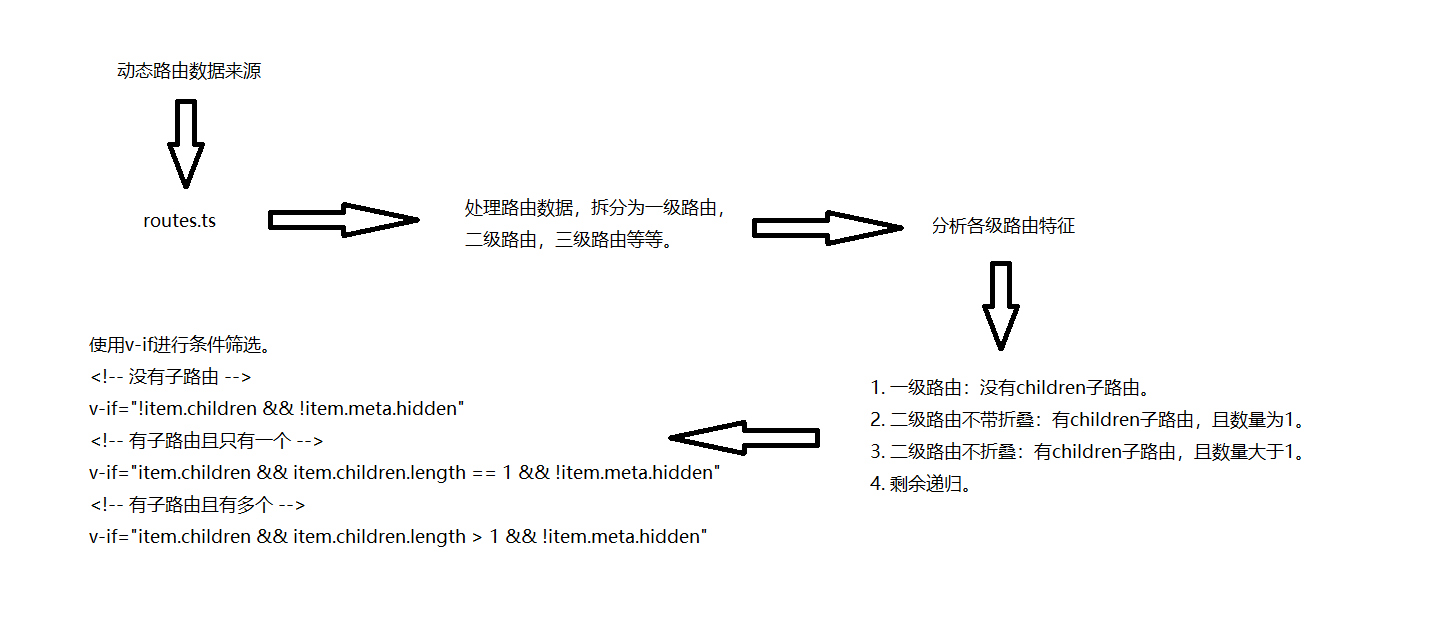 动态路由数据来源
routes.ts
处理路由数据，拆分为一级路由，
二级路由，三级路由等等。
分析各级路由特征
1. 一级路由：没有children子路由。
2. 二级路由不带折叠：有children子路由，且数量为1。
3. 二级路由不折叠：有children子路由，且数量大于1。
4. 剩余递归。
使用v-if进行条件筛选。
<!-- 没有子路由 -->
v-if="!item.children && !item.meta.hidden"
<!-- 有子路由且只有一个 -->
v-if="item.children && item.children.length == 1 && !item.meta.hidden"
<!-- 有子路由且有多个 -->
v-if="item.children && item.children.length > 1 && !item.meta.hidden"